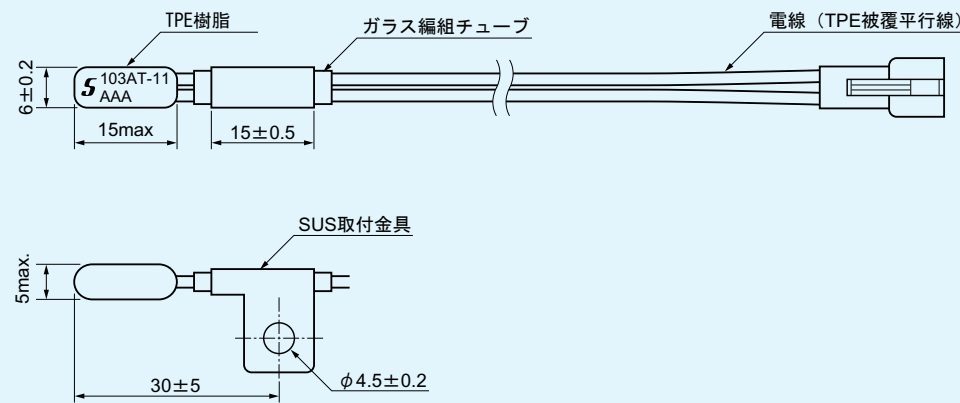 TPE樹脂
ガラス編組チューブ
電線（TPE被覆平行線）
6±0.2
S 103AT-11
AAA
15max
15±0.5
SUS取付金具
5max.
30±5
φ4.5±0.2